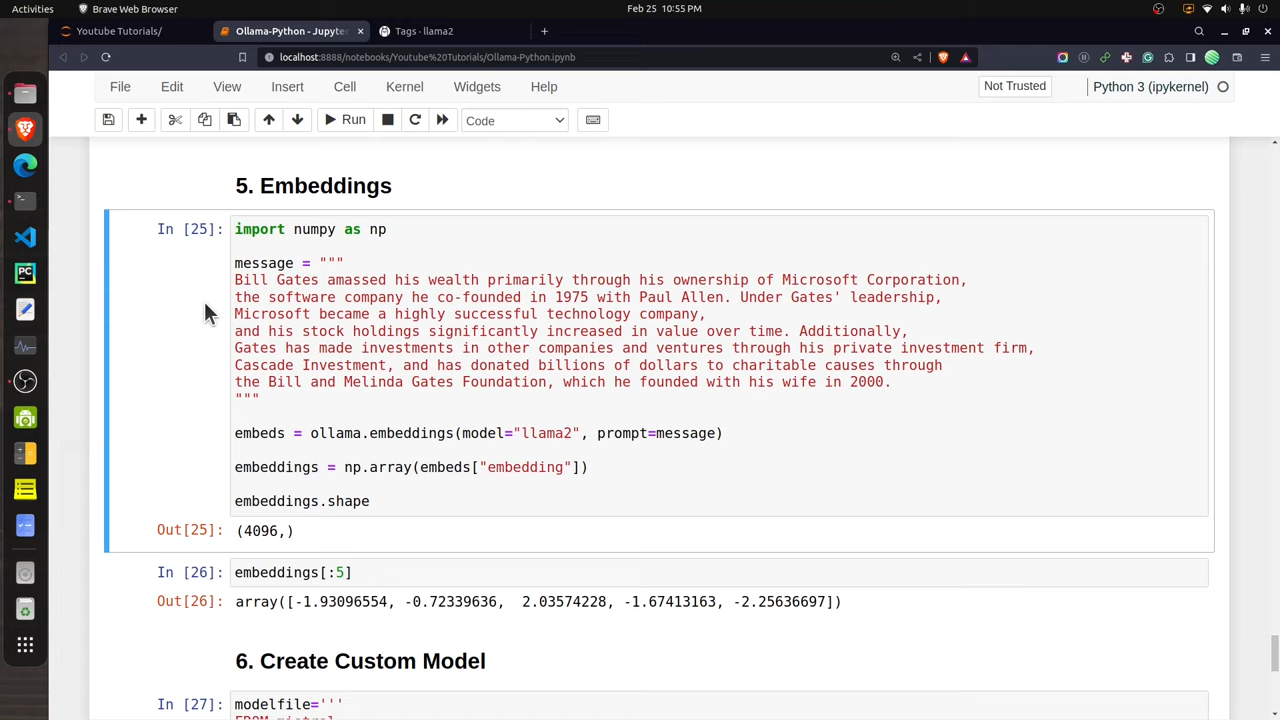 Activities
Brave Web Browser
Feb 25 10:55 PM
Youtube Tutorials/
Ollama-Python - Jupyte
Tags · llama2
localhost:8888/notebooks/Youtube%20Tutorials/Ollama-Python.ipynb
File Edit View Insert Cell Kernel Widgets Help
Not Trusted
Python 3 (ipykernel)
Run
Code
5. Embeddings
In [25]:
import numpy as np
message = """
Bill Gates amassed his wealth primarily through his ownership of Microsoft Corporation,
the software company he co-founded in 1975 with Paul Allen. Under Gates' leadership,
Microsoft became a highly successful technology company,
and his stock holdings significantly increased in value over time. Additionally,
Gates has made investments in other companies and ventures through his private investment firm,
Cascade Investment, and has donated billions of dollars to charitable causes through
the Bill and Melinda Gates Foundation, which he founded with his wife in 2000.
"""
embeds = ollama.embeddings(model="llama2", prompt=message)
embeddings = np.array(embeds["embedding"])
embeddings.shape
Out[25]: (4096,)
In [26]: embeddings[:5]
Out[26]: array([-1.93096554, -0.72339636,  2.03574228, -1.67413163, -2.25636697])
6. Create Custom Model
In [27]: modelfile='''